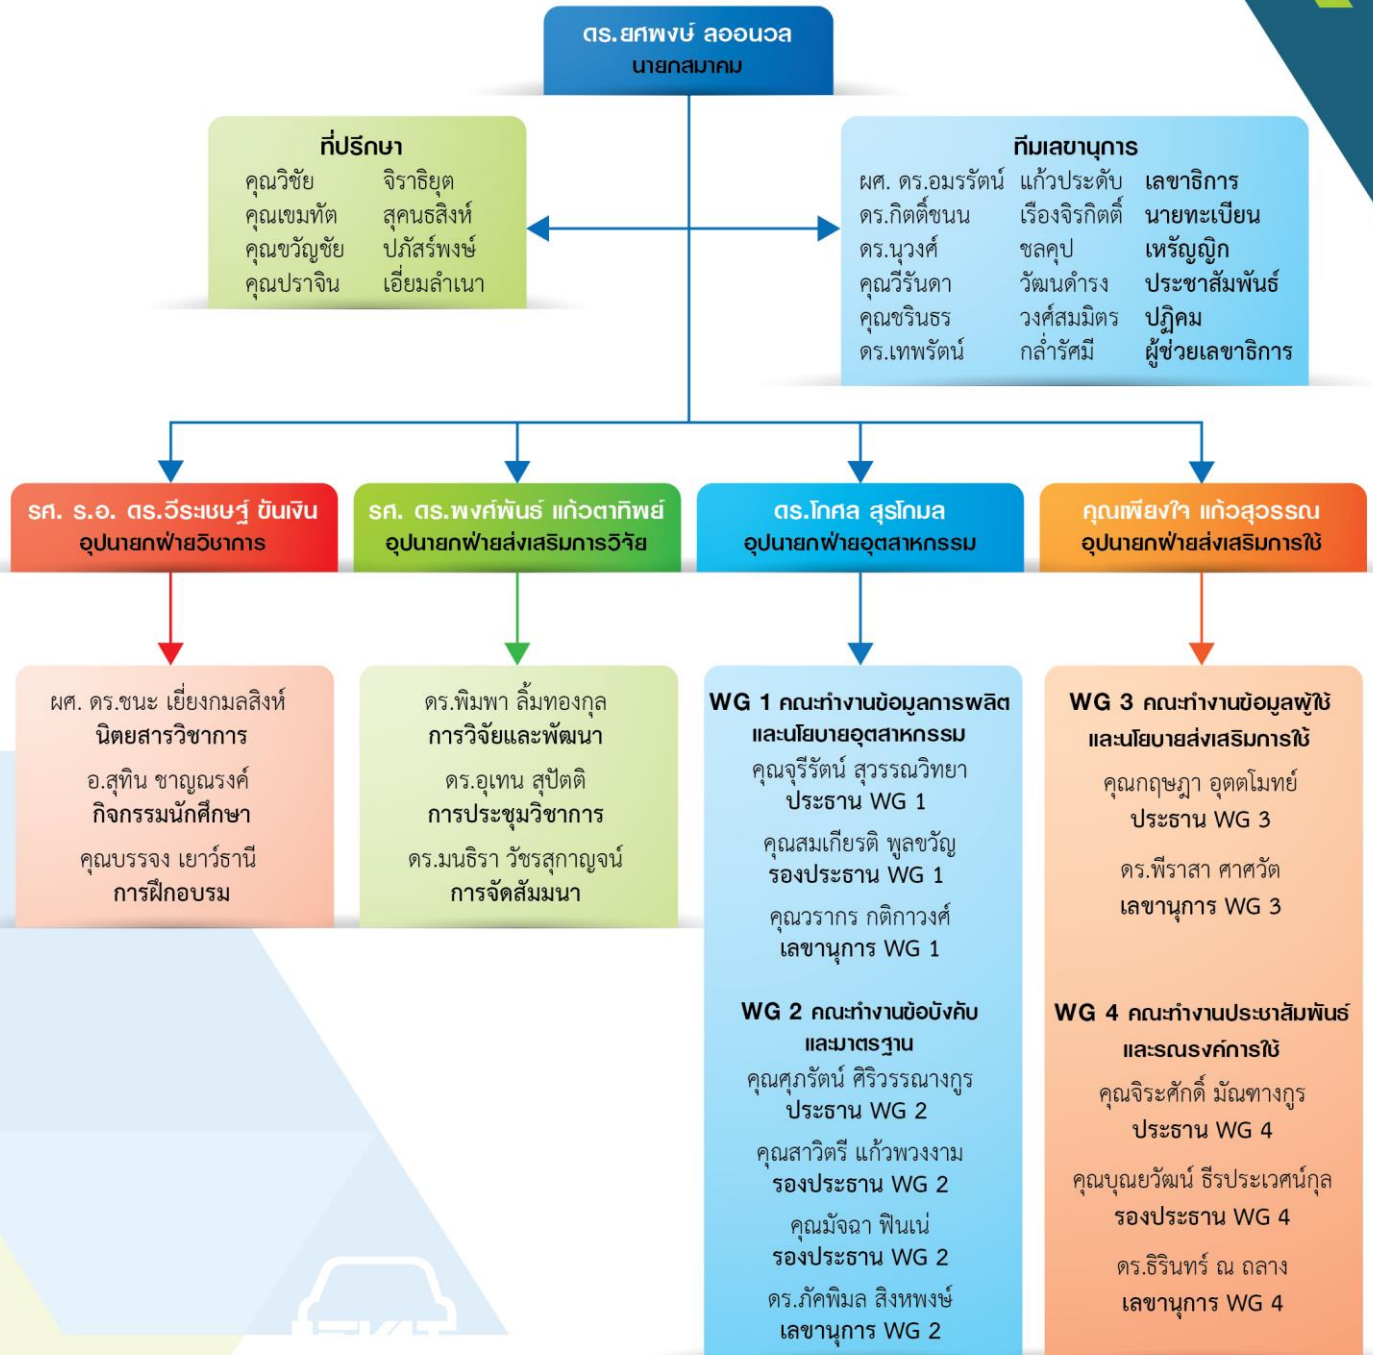 ดร.ยศพงษ์ ลออนวล
นายกสมาคม
ที่ปรึกษา
คุณวิชัย จิราธิยุต
คุณเขมทัต สุคนธสิงห์
คุณขวัญชัย ปภัสร์พงษ์
คุณปราจิน เอี่ยมลำเนา
ทีมเลขานุการ
ผศ. ดร.อมรรัตน์ แก้วประดับ เลขาธิการ
ดร.กิตติ์ชนน เรืองจิรกิตติ์ นายทะเบียน
ดร.นุวงศ์ ชลคุป เหรัญญิก
คุณวีรันดา วัฒนดำรง ประชาสัมพันธ์
คุณชรินธร วงศ์สมมิตร ปฏิคม
ดร.เทพรัตน์ กล่ำรัศมี ผู้ช่วยเลขาธิการ
รศ. ร.อ. ดร.วีระเชษฐ์ ขันเงิน
อุปนายกฝ่ายวิชาการ
รศ. ดร.พงศ์พันธ์ แก้วตาทิพย์
อุปนายกฝ่ายส่งเสริมการวิจัย
ดร.โกศล สุรโกมล
อุปนายกฝ่ายอุตสาหกรรม
คุณเพียงใจ แก้วสุวรรณ
อุปนายกฝ่ายส่งเสริมการใช้
ผศ. ดร.ชนะ เยี่ยงกมลสิงห์
นิตยสารวิชาการ
อ.สุทิน ชาญณรงค์
กิจกรรมนักศึกษา
คุณบรรจง เยาว์ธานี
การฝึกอบรม
ดร.พิมพา ลิ้มทองกุล
การวิจัยและพัฒนา
ดร.อุเทน สุปัตติ
การประชุมวิชาการ
ดร.มนธิรา วัชรสุกาญจน์
การจัดสัมมนา
WG 1 คณะทำงานข้อมูลการผลิต
และนโยบายอุตสาหกรรม
คุณจุรีรัตน์ สุวรรณวิทยา
ประธาน WG 1
คุณสมเกียรติ พูลขวัญ
รองประธาน WG 1
คุณวรากร กติกาวงศ์
เลขานุการ WG 1
WG 2 คณะทำงานข้อบังคับ
และมาตรฐาน
คุณศุภรัตน์ ศิริวรรณางกูร
ประธาน WG 2
คุณสาวิตรี แก้วพวงงาม
รองประธาน WG 2
คุณมัจฉา ฟินเน่
รองประธาน WG 2
ดร.ภัคพิมล สิงหพงษ์
เลขานุการ WG 2
WG 3 คณะทำงานข้อมูลผู้ใช้
และนโยบายส่งเสริมการใช้
คุณกฤษฎา อุตตโมทย์
ประธาน WG 3
ดร.พีราสา ศาศวัต
เลขานุการ WG 3
WG 4 คณะทำงานประชาสัมพันธ์
และรณรงค์การใช้
คุณจิระศักดิ์ มัณฑางกูร
ประธาน WG 4
คุณบุณยวัฒน์ ธีรประเวศน์กุล
รองประธาน WG 4
ดร.ธิรินทร์ ณ ถลาง
เลขานุการ WG 4